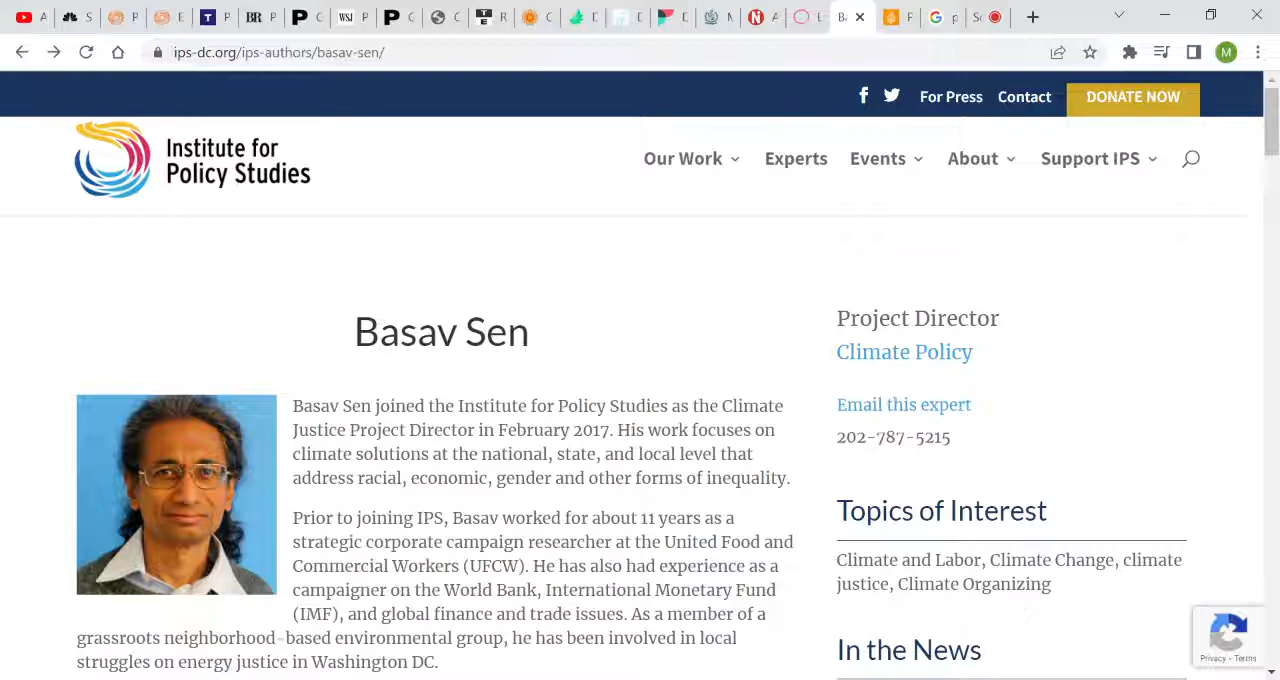 A
S
P
P
P
P
C
P
C
C
R
C
D
D
D
M
A
E
Ba
P
p
Sc
ips-dc.org/ips-authors/basav-sen/
M
For Press
Contact
DONATE NOW
Institute for
Policy Studies
Our Work
Experts
Events
About
Support IPS
Basav Sen
Basav Sen joined the Institute for Policy Studies as the Climate
Justice Project Director in February 2017. His work focuses on
climate solutions at the national, state, and local level that
address racial, economic, gender and other forms of inequality.
Prior to joining IPS, Basav worked for about 11 years as a
strategic corporate campaign researcher at the United Food and
Commercial Workers (UFCW). He has also had experience as a
campaigner on the World Bank, International Monetary Fund
(IMF), and global finance and trade issues. As a member of a
grassroots neighborhood-based environmental group, he has been involved in local
struggles on energy justice in Washington DC.
Project Director
Climate Policy
Email this expert
202-787-5215
Topics of Interest
Climate and Labor, Climate Change, climate
justice, Climate Organizing
In the News
Privacy - Terms